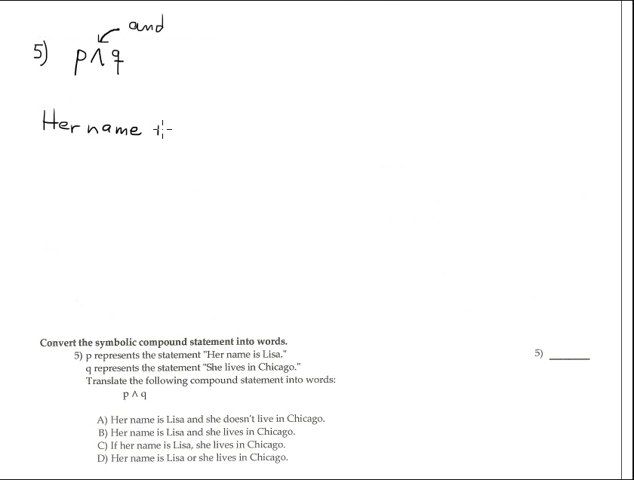 and
5) p∧q
Her name
Convert the symbolic compound statement into words.
5) p represents the statement "Her name is Lisa."
5) ______
q represents the statement "She lives in Chicago."
Translate the following compound statement into words:
p ∧ q
A) Her name is Lisa and she doesn't live in Chicago.
B) Her name is Lisa and she lives in Chicago.
C) If her name is Lisa, she lives in Chicago.
D) Her name is Lisa or she lives in Chicago.